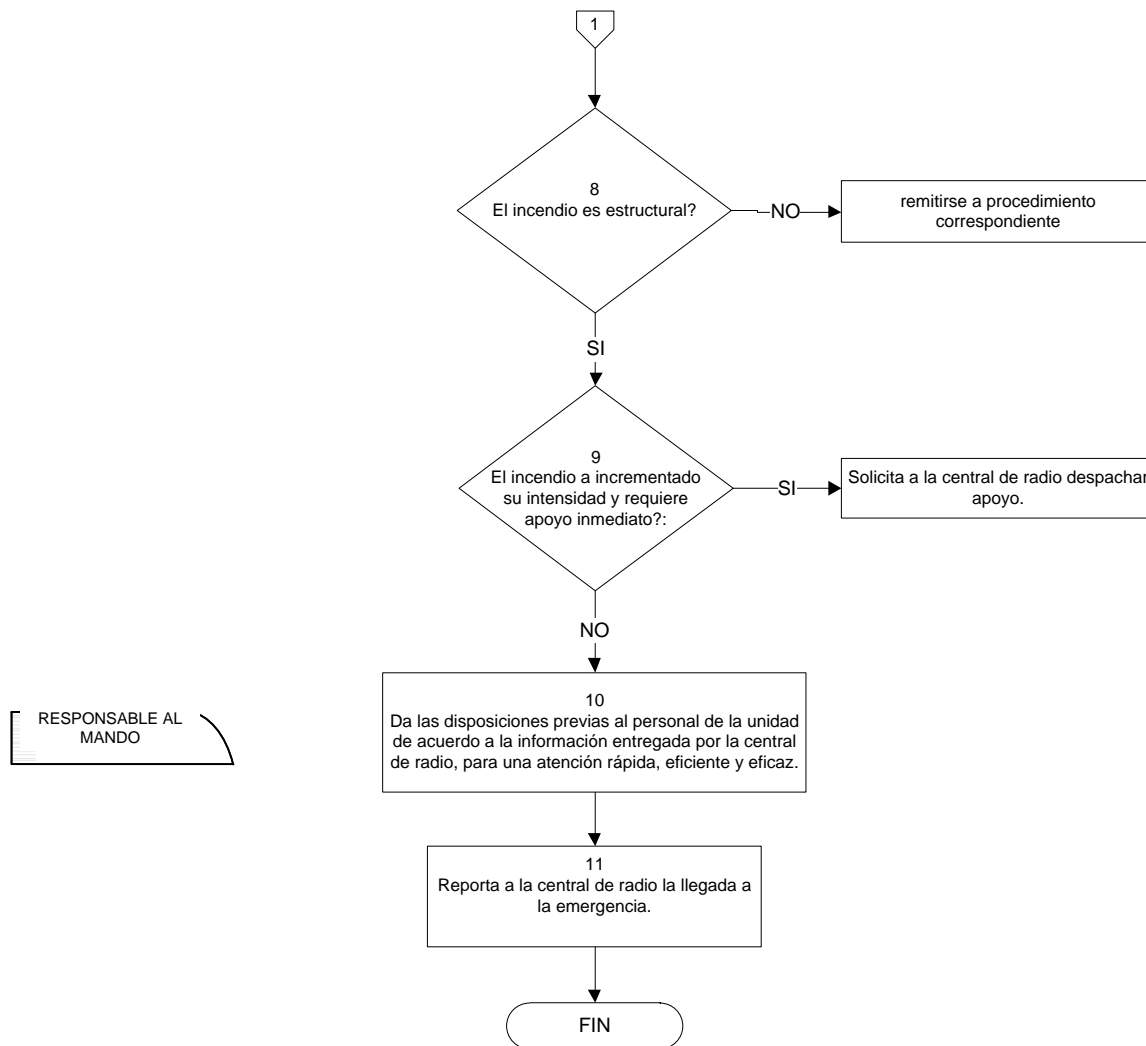 1
8
El incendio es estructural?
NO
remitirse a procedimiento
correspondiente
SI
9
El incendio a incrementado
su intensidad y requiere
apoyo inmediato?:
SI
Solicita a la central de radio despachar
apoyo.
NO
RESPONSABLE AL
MANDO
10
Da las disposiciones previas al personal de la unidad
de acuerdo a la información entregada por la central
de radio, para una atención rápida, eficiente y eficaz.
11
Reporta a la central de radio la llegada a
la emergencia.
FIN